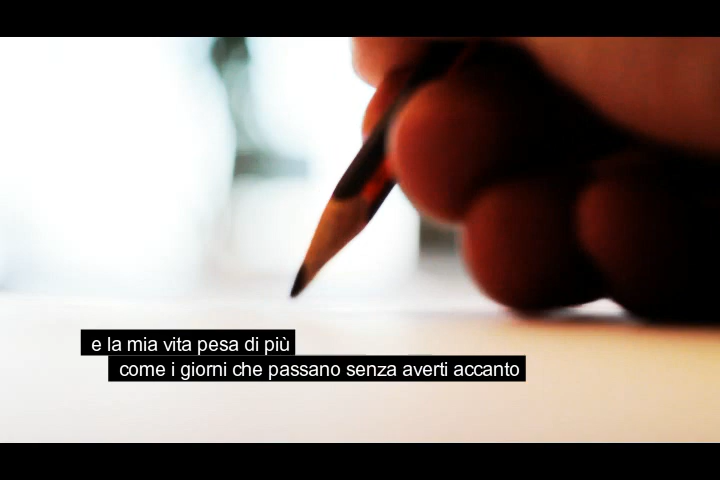 e la mia vita pesa di più
come i giorni che passano senza averti accanto